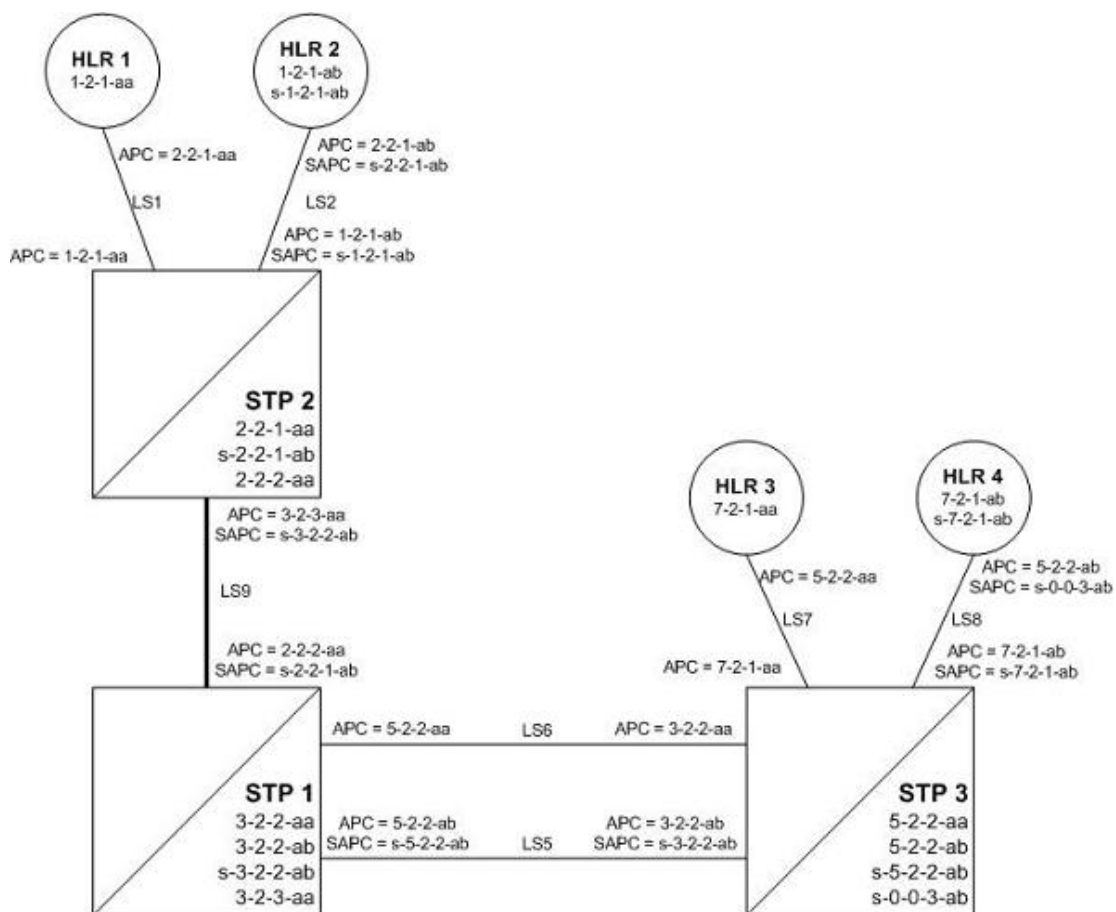 HLR 1
1-2-1-aa
HLR 2
1-2-1-ab
s-1-2-1-ab
APC = 2-2-1-aa
APC = 2-2-1-ab
SAPC = s-2-2-1-ab
LS1
LS2
APC = 1-2-1-aa
APC = 1-2-1-ab
SAPC = s-1-2-1-ab
STP 2
2-2-1-aa
s-2-2-1-ab
2-2-2-aa
APC = 3-2-3-aa
SAPC = s-3-2-2-ab
LS9
APC = 2-2-2-aa
SAPC = s-2-2-1-ab
HLR 3
7-2-1-aa
HLR 4
7-2-1-ab
s-7-2-1-ab
APC = 5-2-2-aa
APC = 5-2-2-ab
SAPC = s-0-0-3-ab
LS7
LS8
APC = 7-2-1-aa
APC = 7-2-1-ab
SAPC = s-7-2-1-ab
APC = 5-2-2-aa
LS6
APC = 3-2-2-aa
STP 1
3-2-2-aa
3-2-2-ab
s-3-2-2-ab
3-2-3-aa
APC = 5-2-2-ab
SAPC = s-5-2-2-ab
LS5
APC = 3-2-2-ab
SAPC = s-3-2-2-ab
STP 3
5-2-2-aa
5-2-2-ab
s-5-2-2-ab
s-0-0-3-ab